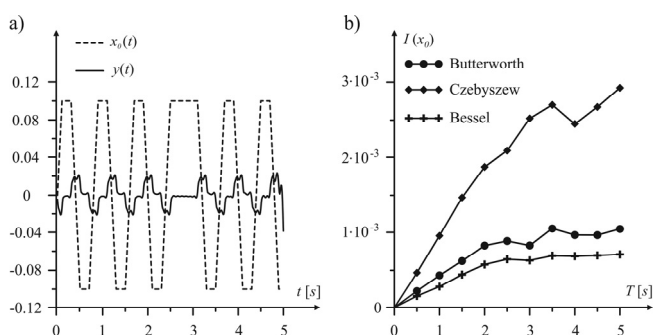 a)
x₀(t)
y(t)
0.12
0.08
0.04
0
-0.04
-0.08
-0.12
0 1 2 3 4 5
t [s]
b)
I (x₀)
Butterworth
Czebyszew
Bessel
3·10⁻³
2·10⁻³
1·10⁻³
0
0 1 2 3 4 5
T [s]